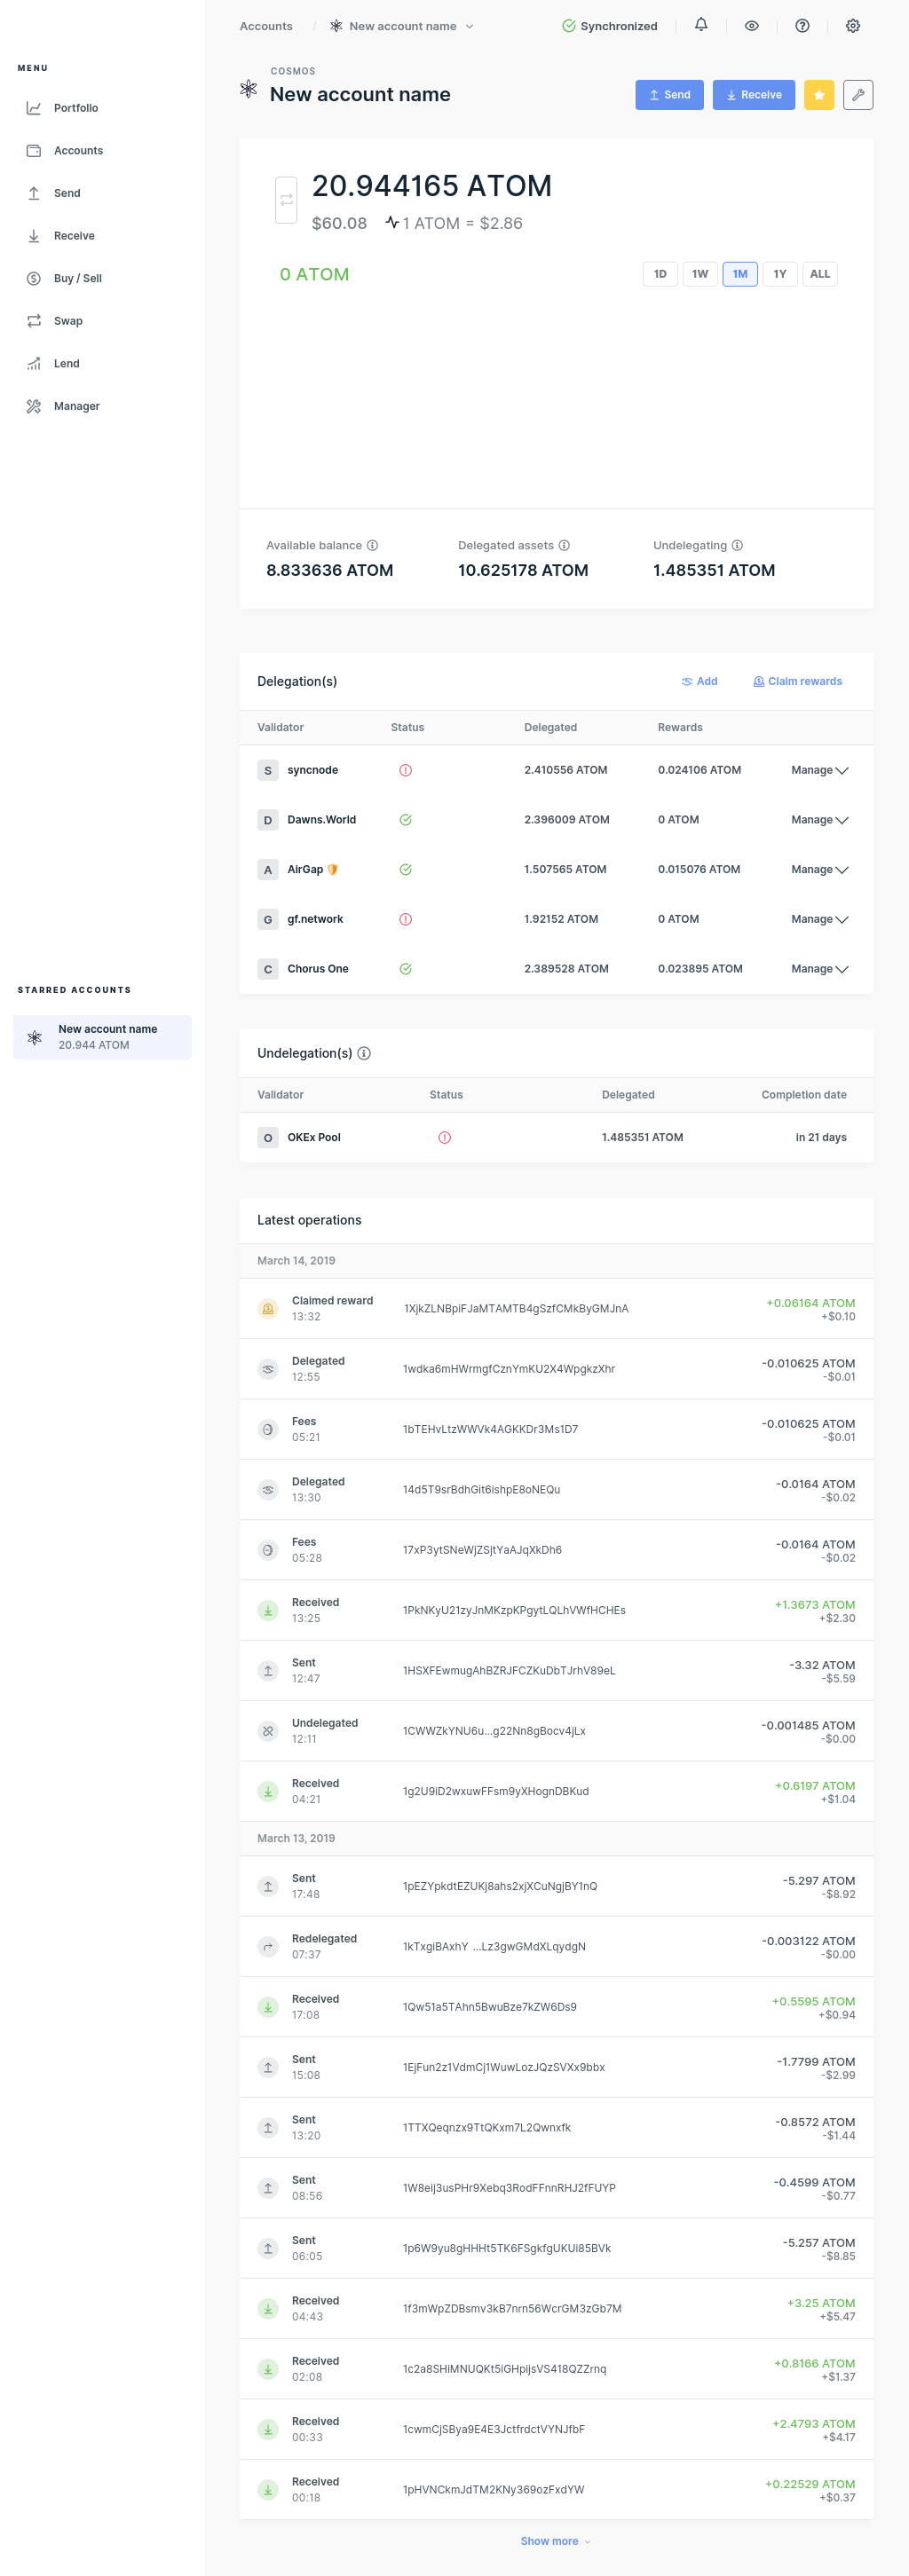 Accounts / New account name
Synchronized
MENU
Portfolio
Accounts
Send
Receive
Buy / Sell
Swap
Lend
Manager
STARRED ACCOUNTS
New account name
20.944 ATOM
COSMOS
New account name
Send
Receive
20.944165 ATOM
$60.08 1 ATOM = $2.86
0 ATOM
1D 1W 1M 1Y ALL
Available balance
8.833636 ATOM
Delegated assets
10.625178 ATOM
Undelegating
1.485351 ATOM
Delegation(s)
Add
Claim rewards
Validator Status Delegated Rewards
S syncnode 2.410556 ATOM 0.024106 ATOM Manage
D Dawns.World 2.396009 ATOM 0 ATOM Manage
A AirGap 1.507565 ATOM 0.015076 ATOM Manage
G gf.network 1.92152 ATOM 0 ATOM Manage
C Chorus One 2.389528 ATOM 0.023895 ATOM Manage
Undelegation(s)
Validator Status Delegated Completion date
O OKEx Pool 1.485351 ATOM in 21 days
Latest operations
March 14, 2019
Claimed reward 1XjkZLNBpiFJaMTAMTB4gSzfCMkByGMJnA +0.06164 ATOM
13:32 +$0.10
Delegated 1wdka6mHWrmgfCznYmKU2X4WpgkzXhr -0.010625 ATOM
12:55 -$0.01
Fees 1bTEHvLtzWWVk4AGKKDr3Ms1D7 -0.010625 ATOM
05:21 -$0.01
Delegated 14d5T9srBdhGit6ishpE8oNEQu -0.0164 ATOM
13:30 -$0.02
Fees 17xP3ytSNeWjZSjtYaAJqXkDh6 -0.0164 ATOM
05:28 -$0.02
Received 1PkNKyU21zyJnMKzpKPgytLQLhVWfHCHEs +1.3673 ATOM
13:25 +$2.30
Sent 1HSXFEwmugAhBZRJFCZKuDbTJrhV89eL -3.32 ATOM
12:47 -$5.59
Undelegated 1CWWZkYNU6u...g22Nn8gBocv4jLx -0.001485 ATOM
12:11 -$0.00
Received 1g2U9iD2wxuwFFsm9yXHognDBKud +0.6197 ATOM
04:21 +$1.04
March 13, 2019
Sent 1pEZYpkdtEZUKj8ahs2xjXCuNgjBY1nQ -5.297 ATOM
17:48 -$8.92
Redelegated 1kTxgiBAxhY ...Lz3gwGMdXLqydgN -0.003122 ATOM
07:37 -$0.00
Received 1Qw51a5TAhn5BwuBze7kZW6Ds9 +0.5595 ATOM
17:08 +$0.94
Sent 1EjFun2z1VdmCj1WuwLozJQzSVXx9bbx -1.7799 ATOM
15:08 -$2.99
Sent 1TTXQeqnzx9TtQKxm7L2Qwnxfk -0.8572 ATOM
13:20 -$1.44
Sent 1W8eij3usPHr9Xebq3RodFFnnRHJ2fFUYP -0.4599 ATOM
08:56 -$0.77
Sent 1p6W9yu8gHHHt5TK6FSgkfgUKUi85BVk -5.257 ATOM
06:05 -$8.85
Received 1f3mWpZDBsmv3kB7nrn56WcrGM3zGb7M +3.25 ATOM
04:43 +$5.47
Received 1c2a8SHiMNUQKt5iGHpijsVS418QZZrnq +0.8166 ATOM
02:08 +$1.37
Received 1cwmCjSBya9E4E3JctfrdctVYNJfbF +2.4793 ATOM
00:33 +$4.17
Received 1pHVNCkmJdTM2KNy369ozFxdYW +0.22529 ATOM
00:18 +$0.37
Show more